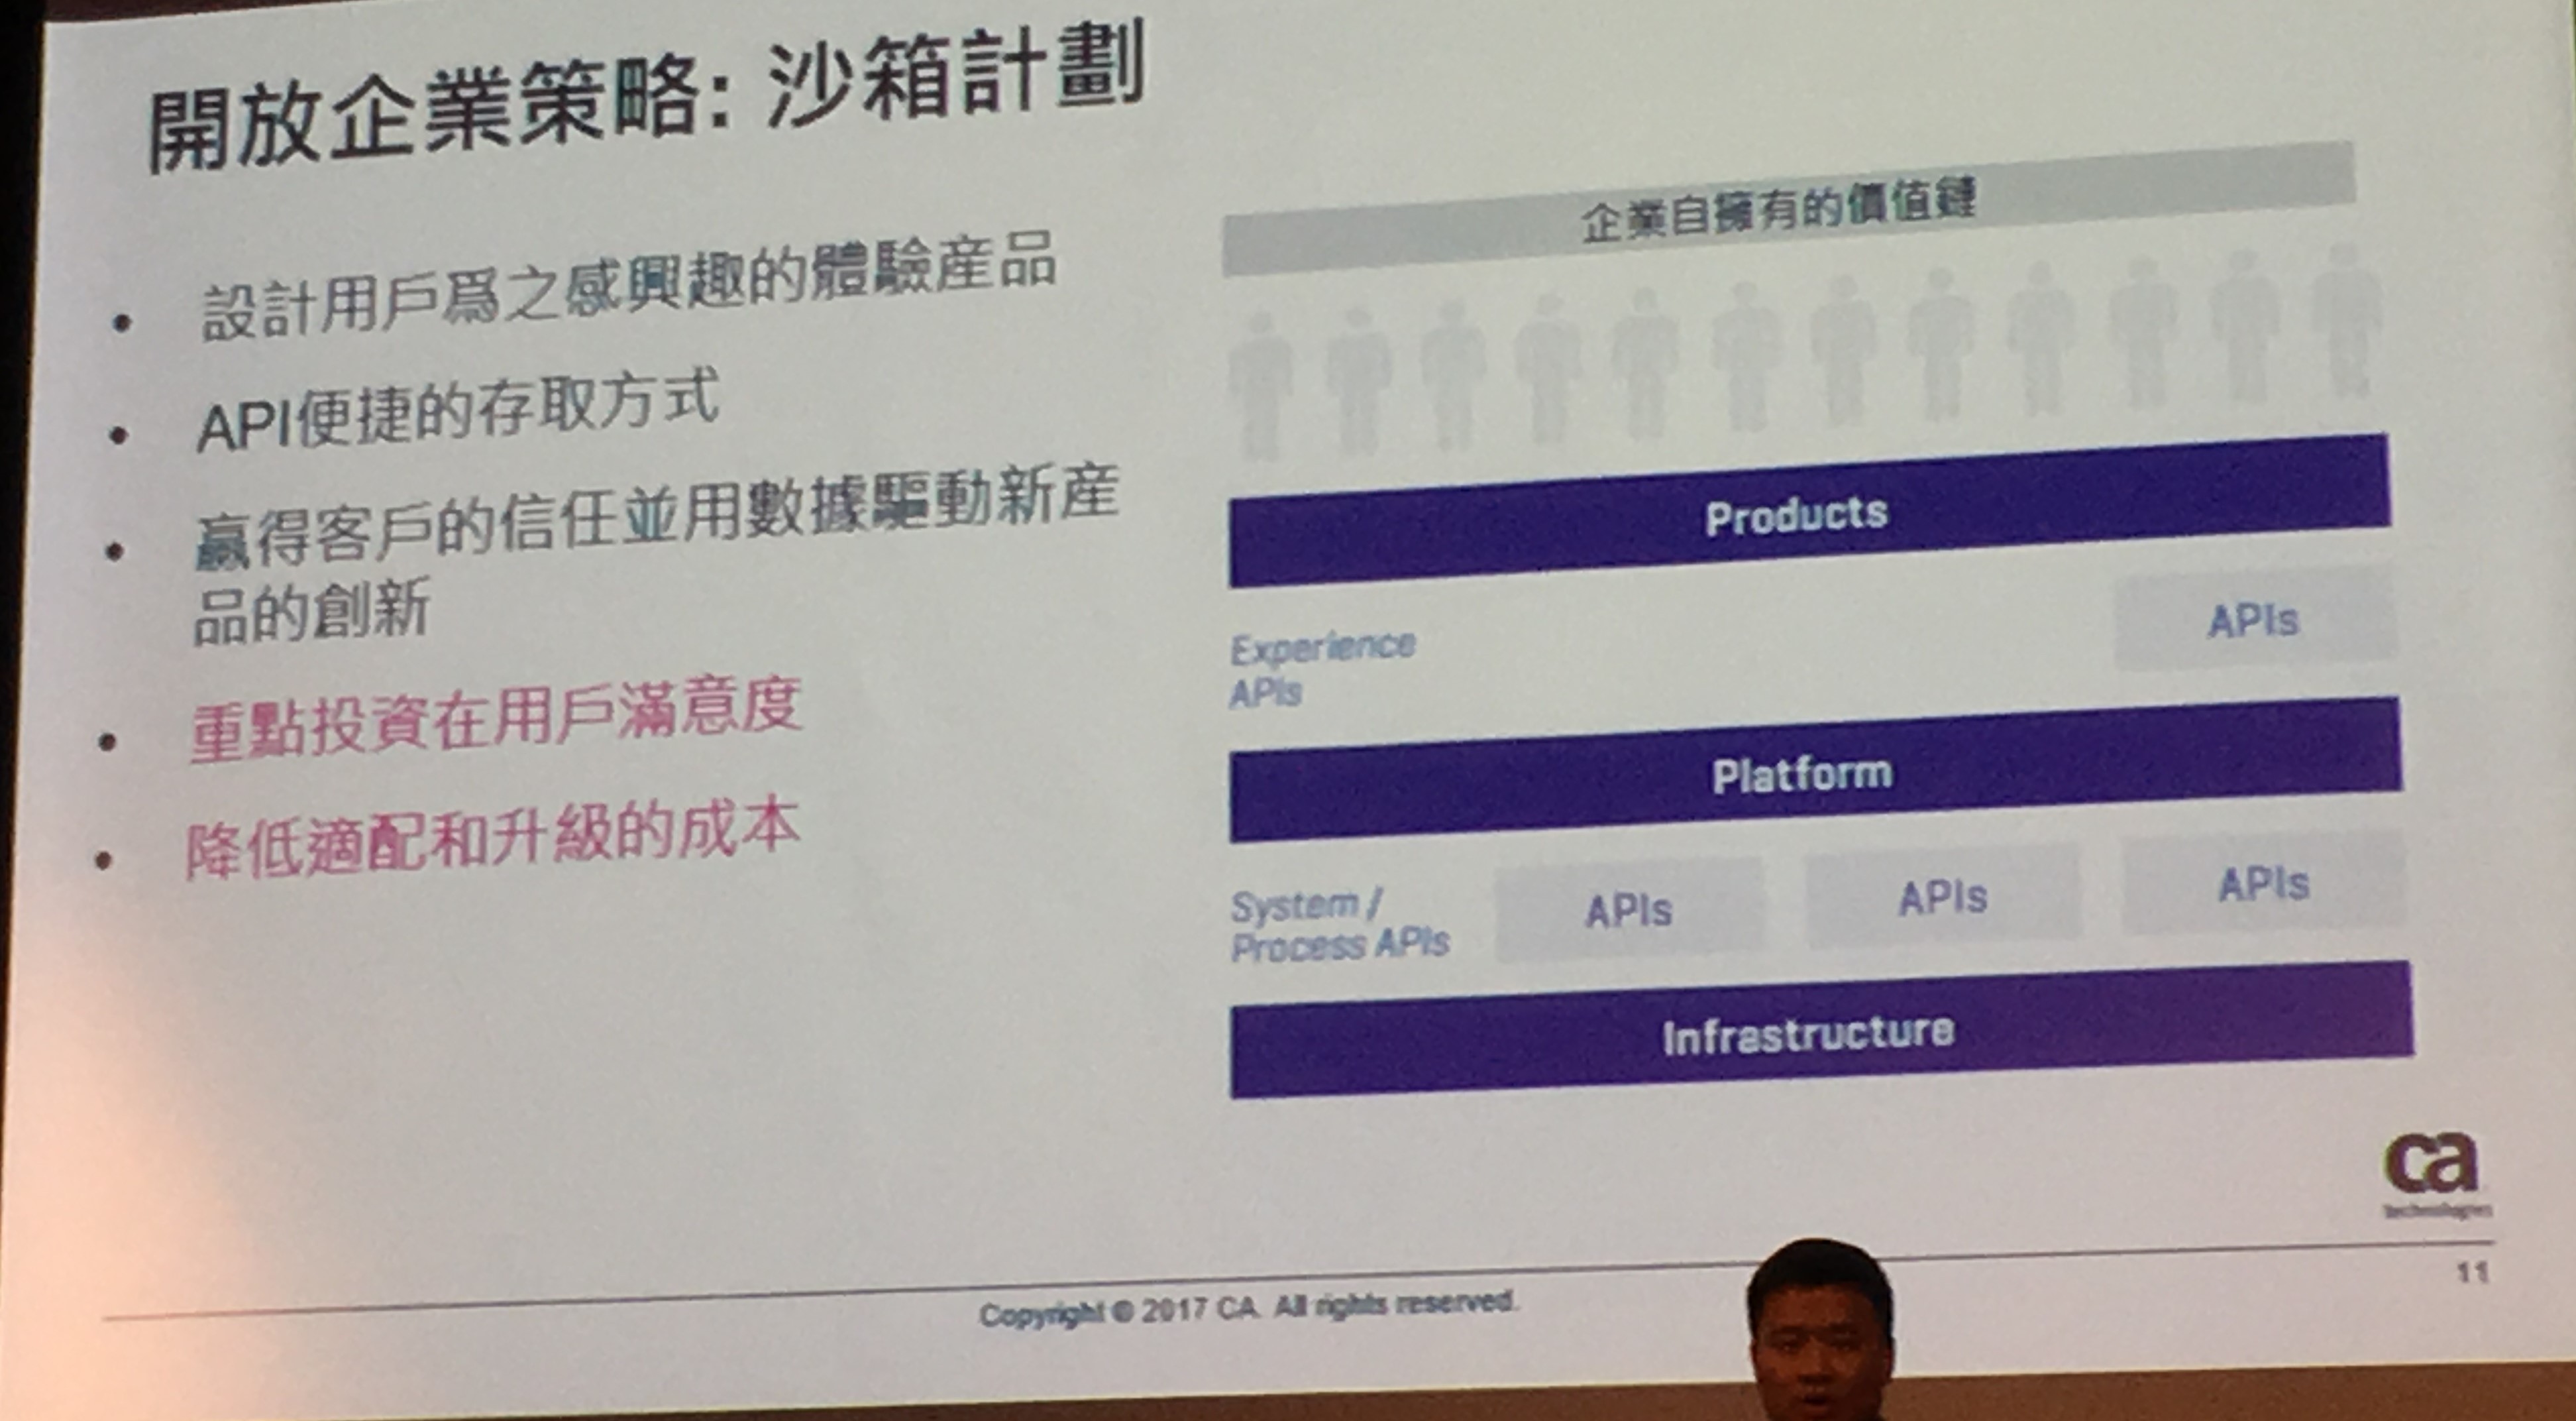 開放企業策略: 沙箱計劃
• 設計用戶爲之感興趣的體驗産品
• API便捷的存取方式
• 贏得客戶的信任並用數據驅動新産
品的創新
• 重點投資在用戶滿意度
• 降低適配和升級的成本
企業自擁有的價值鏈
Products
Experience
APIs
APIs
Platform
System /
Process APIs
APIs APIs APIs
Infrastructure
ca
technologies
Copyright © 2017 CA. All rights reserved.
11